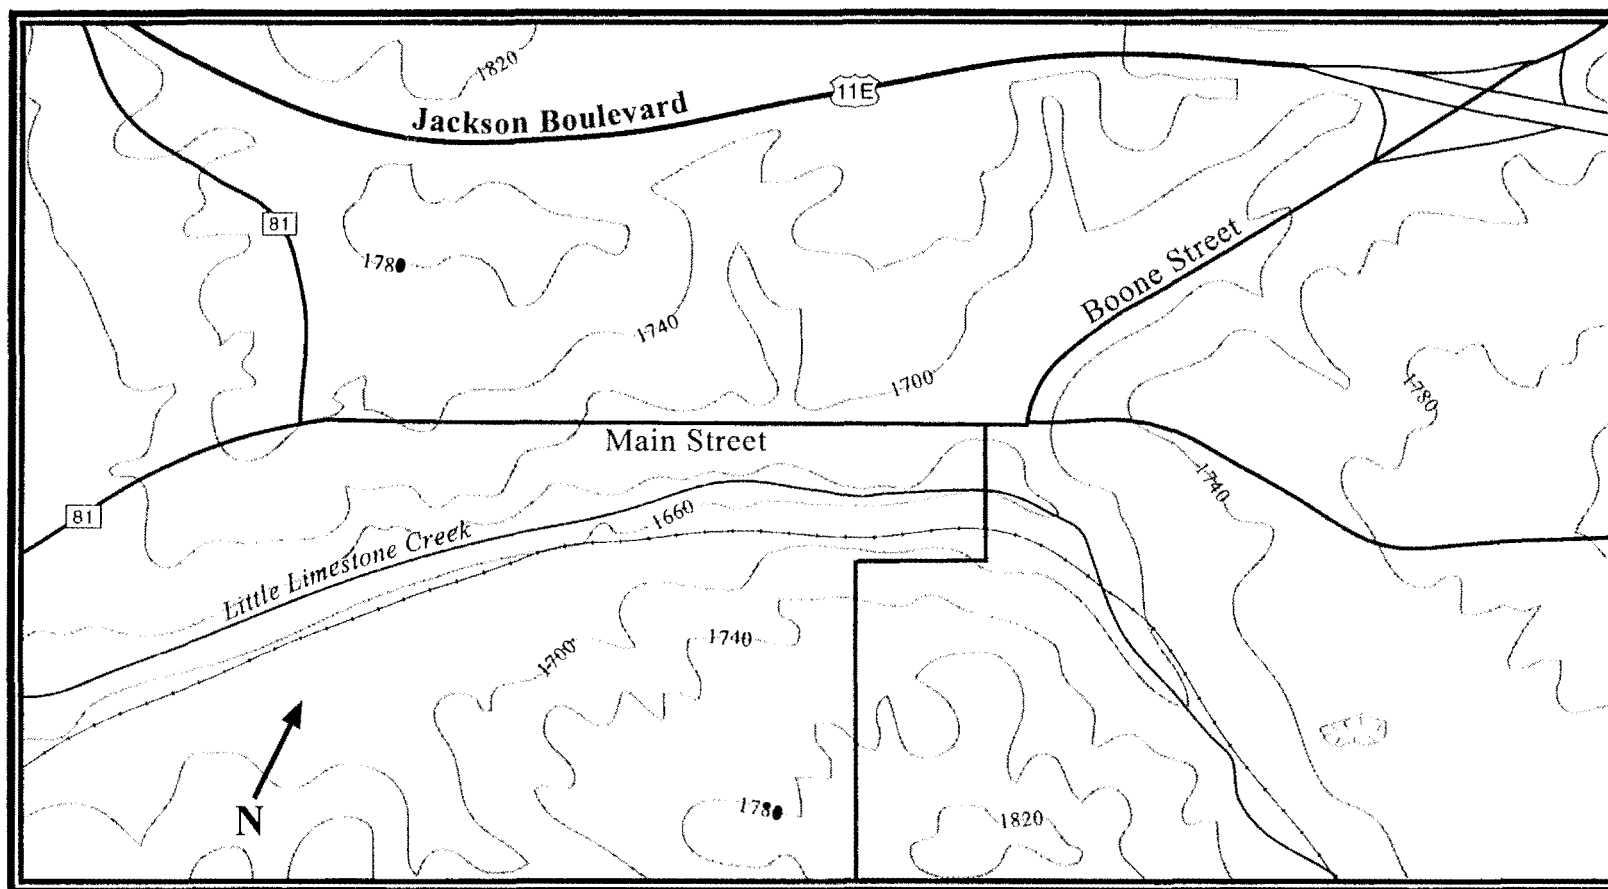 1820
11E
Jackson Boulevard
81
1780
Boone Street
1740
1700
1780
Main Street
1740
81
1660
Little Limestone Creek
1740
1700
N
1780
1820